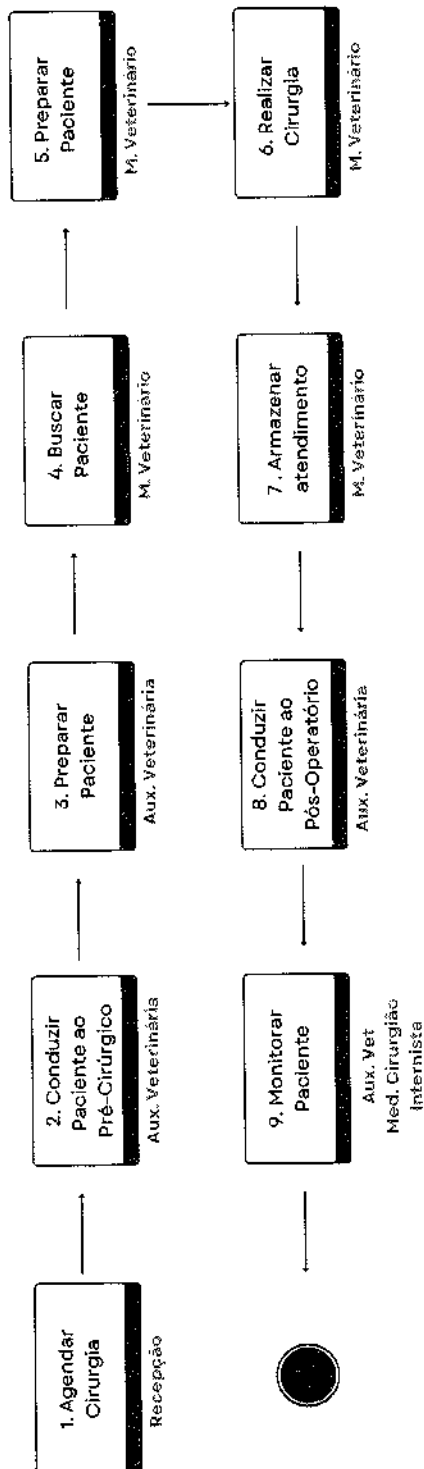 1. Agendar
Cirurgia
Recepção
2. Conduzir
Paciente ao
Pré-Cirúrgico
Aux. Veterinária
3. Preparar
Paciente
Aux. Veterinária
4. Buscar
Paciente
M. Veterinário
5. Preparar
Paciente
M. Veterinário
6. Realizar
Cirurgia
M. Veterinário
7. Armazenar
atendimento
M. Veterinário
8. Conduzir
Paciente ao
Pós-Operatório
Aux. Veterinária
9. Monitorar
Paciente
Aux. Vet
Med. Cirurgião
Internista